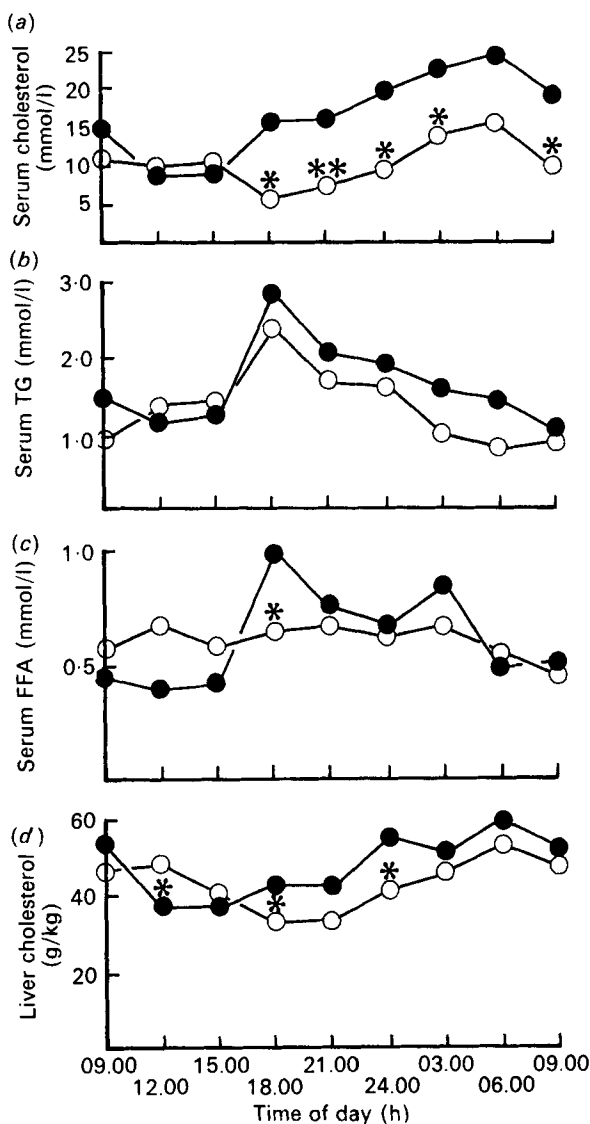 (a)
Serum cholesterol
(mmol/l)
25
20
15
10
5
* ** * * *
(b)
Serum TG (mmol/l)
3·0
2·0
1·0
(c)
Serum FFA (mmol/l)
1·0
0·5
*
(d)
Liver cholesterol
(g/kg)
60
40
20
* * *
09.00 15.00 21.00 03.00 09.00
12.00 18.00 24.00 06.00
Time of day (h)